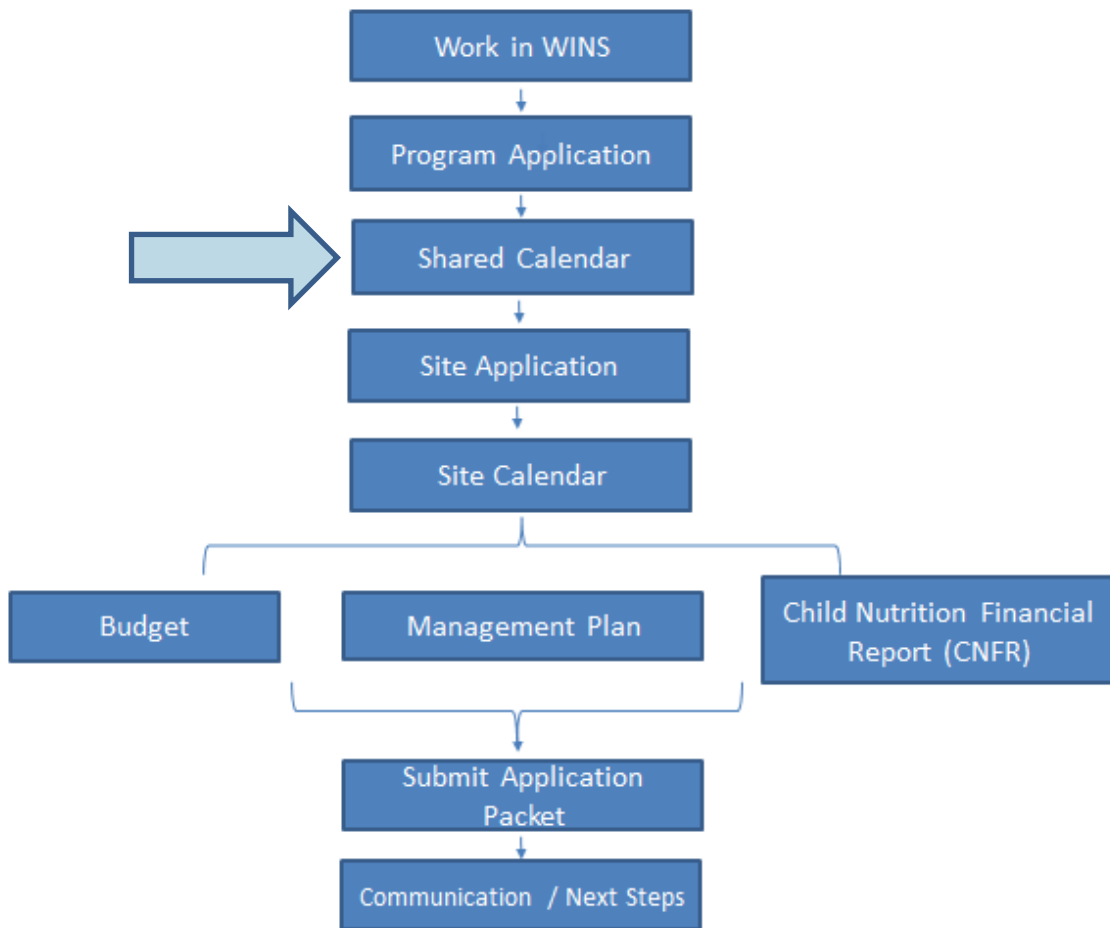 Work in WINS
Program Application
Shared Calendar
Site Application
Site Calendar
Budget
Management Plan
Child Nutrition Financial
Report (CNFR)
Submit Application
Packet
Communication / Next Steps